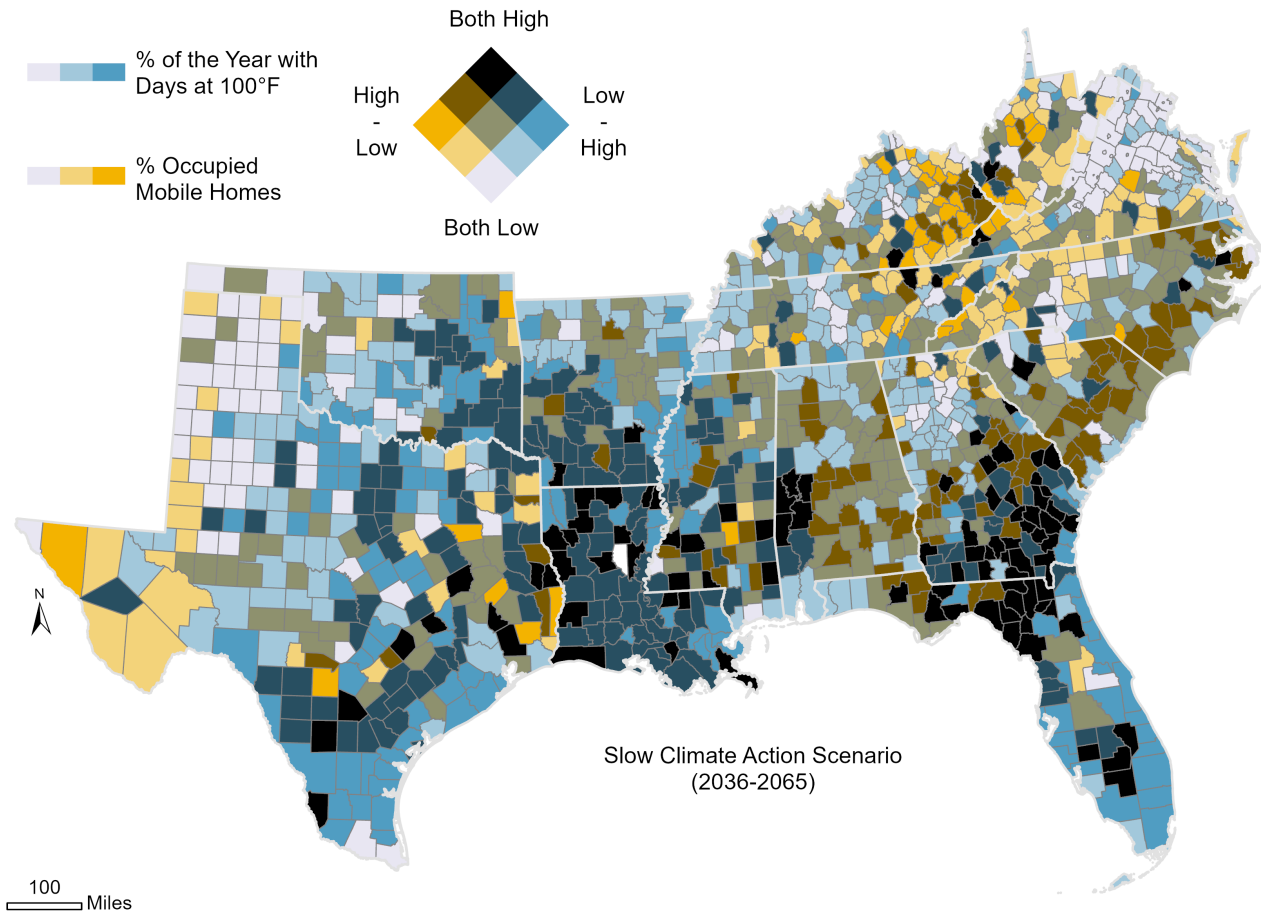 Both High
% of the Year with
Days at 100°F
High
-
Low
Low
-
High
% Occupied
Mobile Homes
Both Low
N
Slow Climate Action Scenario
(2036-2065)
100
Miles